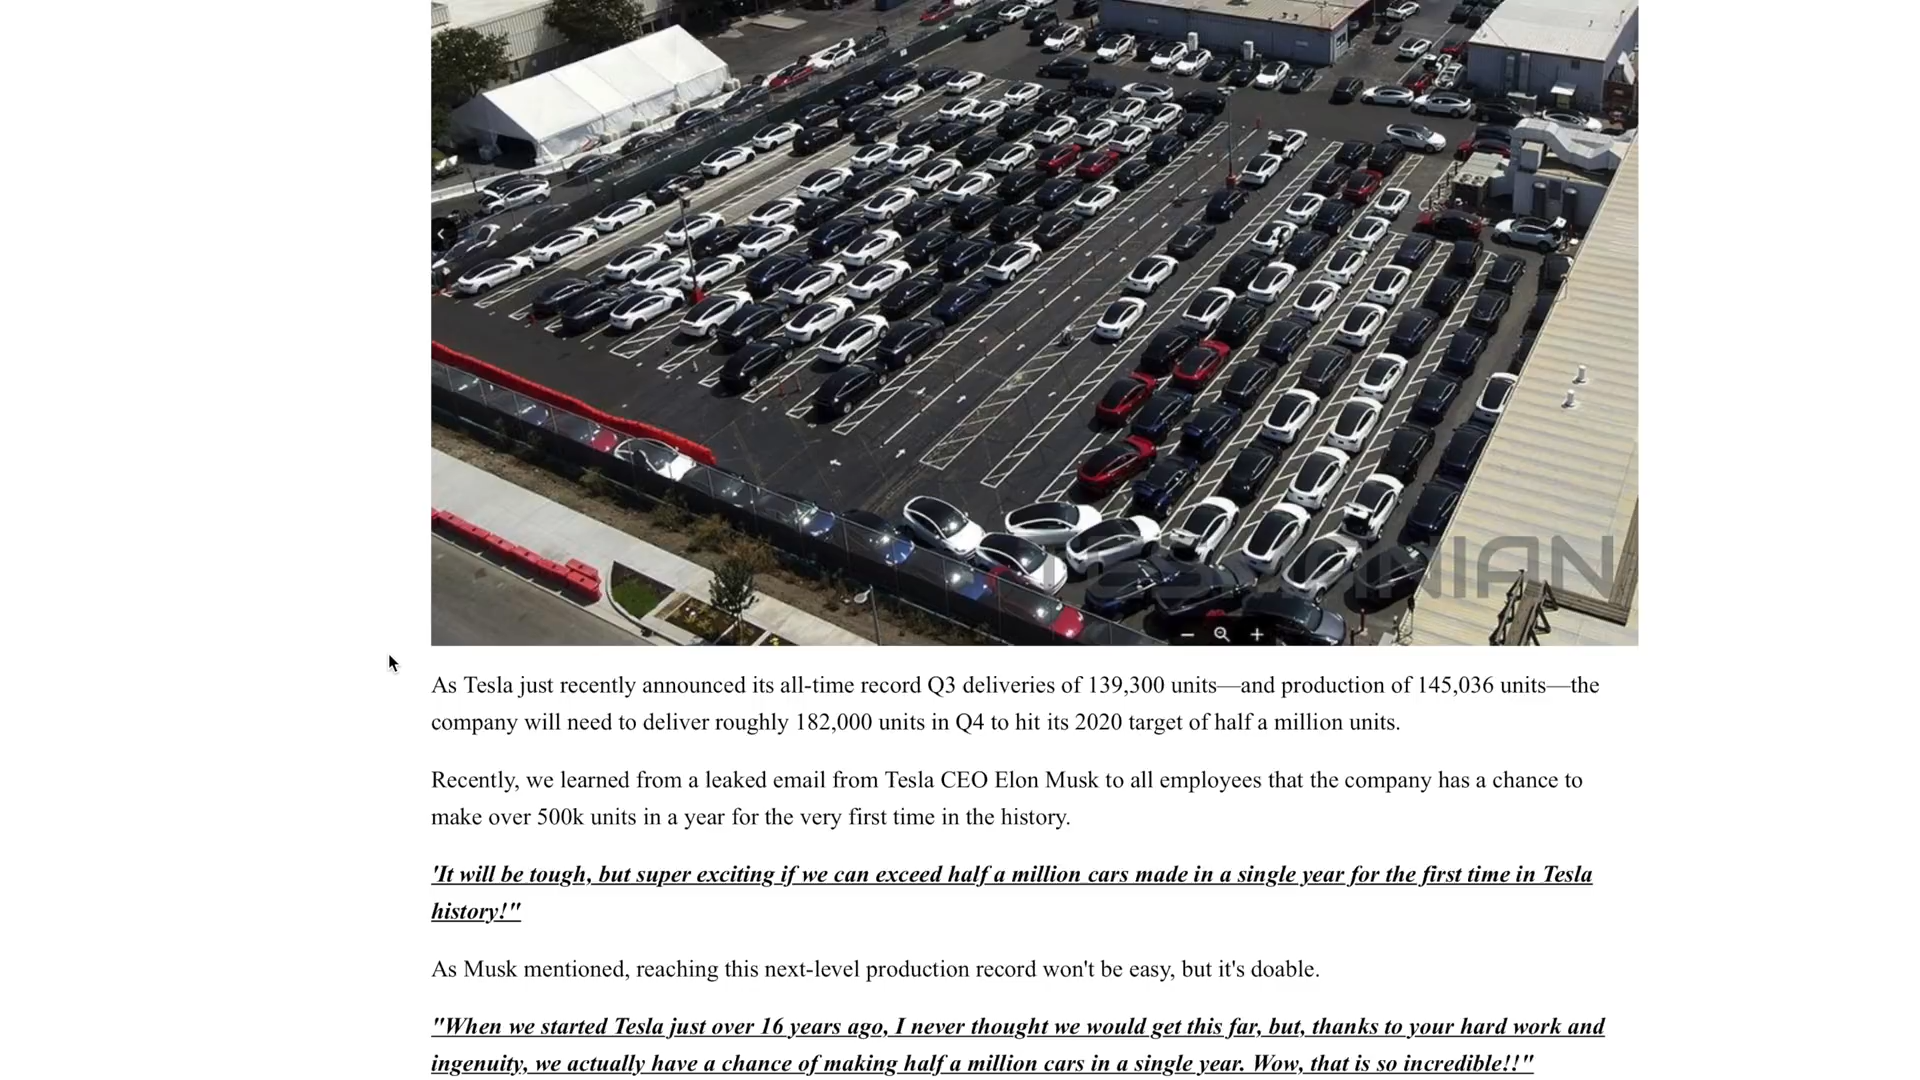 TESMANIAN
As Tesla just recently announced its all-time record Q3 deliveries of 139,300 units—and production of 145,036 units—the
company will need to deliver roughly 182,000 units in Q4 to hit its 2020 target of half a million units.
Recently, we learned from a leaked email from Tesla CEO Elon Musk to all employees that the company has a chance to
make over 500k units in a year for the very first time in the history.
'It will be tough, but super exciting if we can exceed half a million cars made in a single year for the first time in Tesla
history!"
As Musk mentioned, reaching this next-level production record won't be easy, but it's doable.
"When we started Tesla just over 16 years ago, I never thought we would get this far, but, thanks to your hard work and
ingenuity, we actually have a chance of making half a million cars in a single year. Wow, that is so incredible!!"